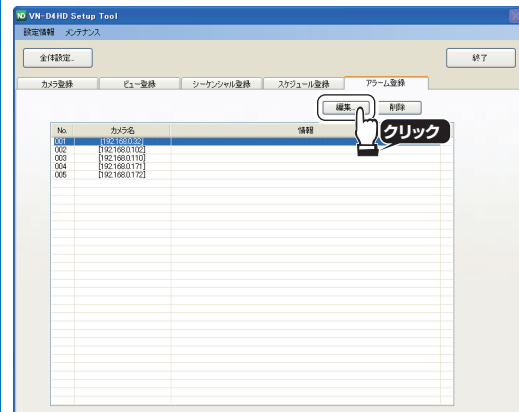 VN-D4HD Setup Tool
設定情報 メンテナンス
全体設定... 終了
カメラ登録 ビュー登録 シーケンシャル登録 スケジュール登録 アラーム登録
編集... 削除
クリック
No. カメラ名 情報
001 [192.168.0.32]
002 [192.168.0.102]
003 [192.168.0.110]
004 [192.168.0.171]
005 [192.168.0.172]